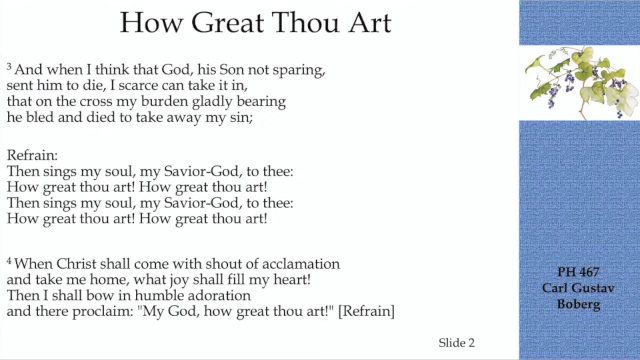 How Great Thou Art
3 And when I think that God, his Son not sparing,
sent him to die, I scarce can take it in,
that on the cross my burden gladly bearing
he bled and died to take away my sin;
Refrain:
Then sings my soul, my Savior-God, to thee:
How great thou art! How great thou art!
Then sings my soul, my Savior-God, to thee:
How great thou art! How great thou art!
4 When Christ shall come with shout of acclamation
and take me home, what joy shall fill my heart!
Then I shall bow in humble adoration
and there proclaim: "My God, how great thou art!" [Refrain]
Slide 2
PH 467
Carl Gustav
Boberg